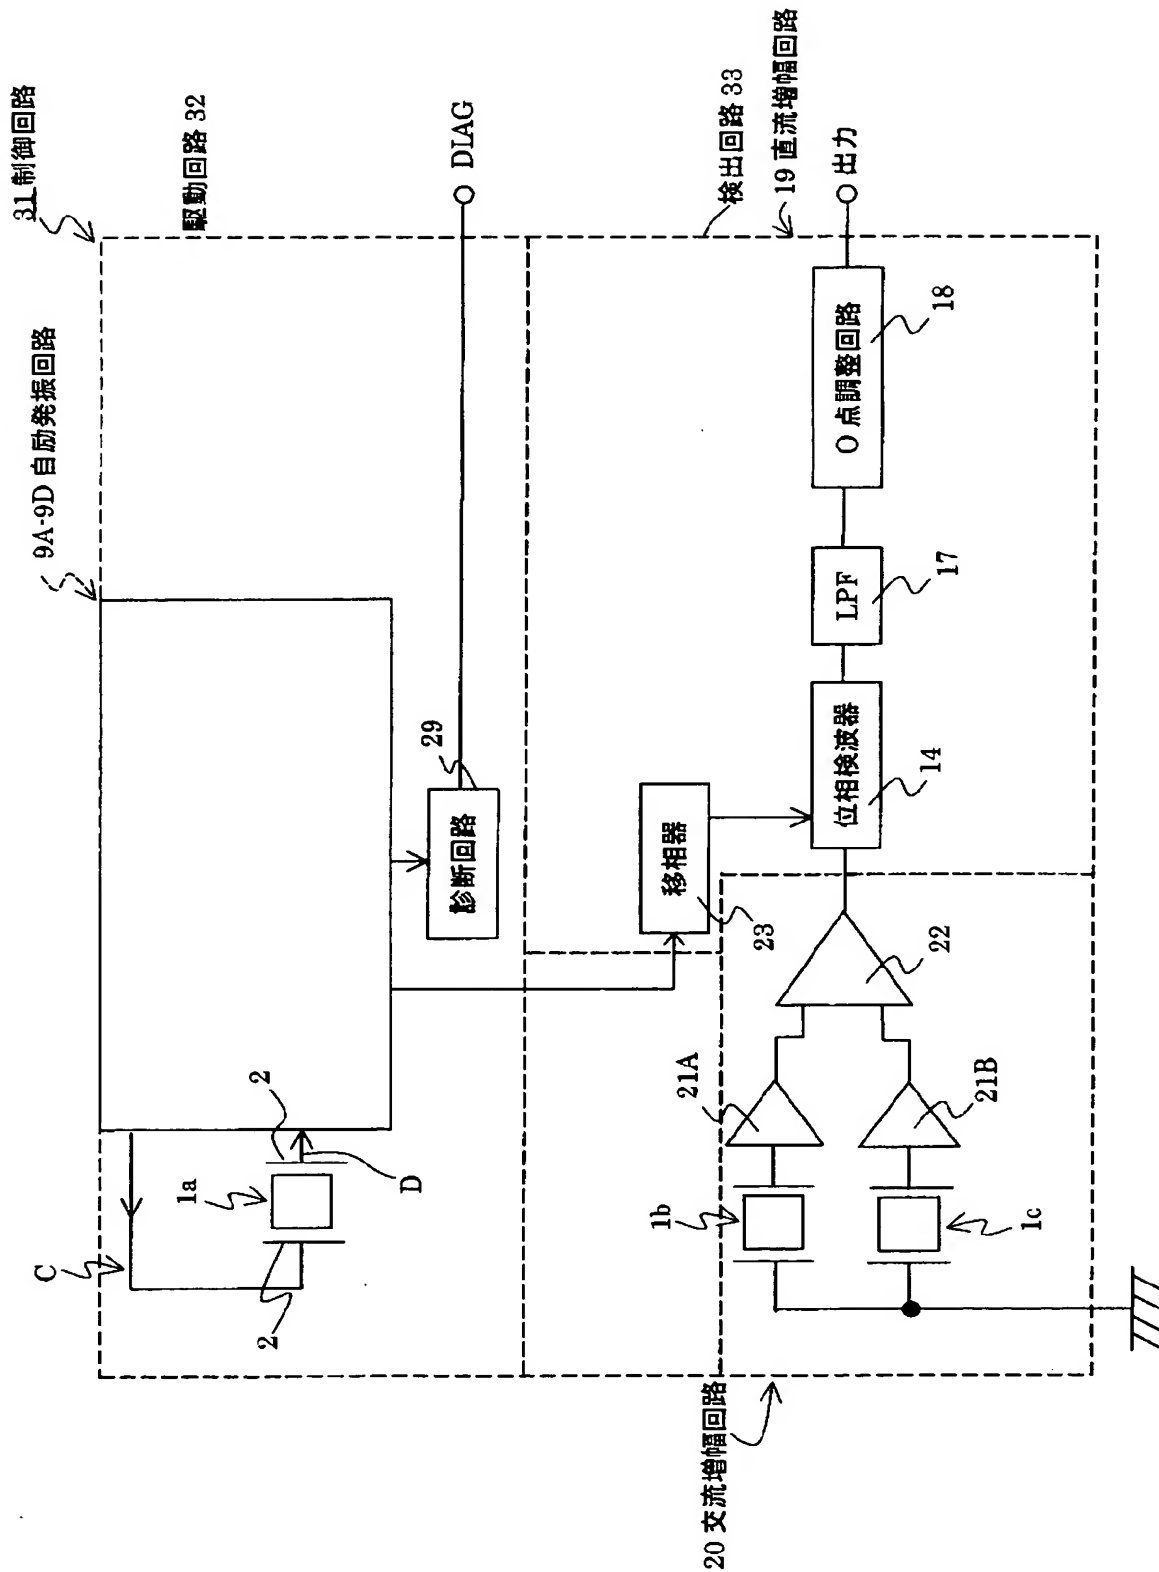 31 制御回路
9A-9D 自励発振回路
駆動回路 32
C
2
1a
2
D
診断回路
29
DIAG
検出回路 33
19 直流増幅回路
移相器
23
1b
21A
22
位相検波器
14
LPF
17
O 点調整回路
18
出力
1c
21B
20 交流増幅回路